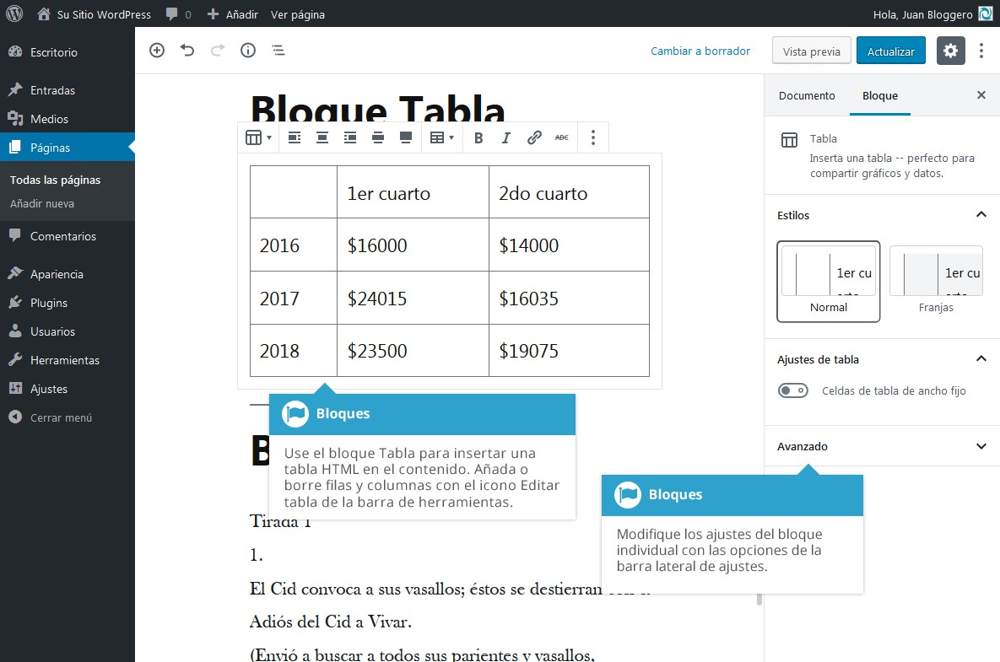 Su Sitio WordPress 0 Añadir Ver página Hola, Juan Bloggero
Escritorio
Entradas
Medios
Páginas
Todas las páginas
Añadir nueva
Comentarios
Apariencia
Plugins
Usuarios
Herramientas
Ajustes
Cerrar menú
Cambiar a borrador Vista previa Actualizar
Bloque Tabla
B I ABC
1er cuarto 2do cuarto
2016 $16000 $14000
2017 $24015 $16035
2018 $23500 $19075
Bloques
Use el bloque Tabla para insertar una
tabla HTML en el contenido. Añada o
borre filas y columnas con el icono Editar
tabla de la barra de herramientas.
B
Tirada 1
1.
El Cid convoca a sus vasallos; éstos se destierran
Adiós del Cid a Vivar.
(Envió a buscar a todos sus parientes y vasallos,
Documento Bloque
Tabla
Inserta una tabla -- perfecto para
compartir gráficos y datos.
Estilos
1er cu
arto
Normal
1er cu
arto
Franjas
Ajustes de tabla
Celdas de tabla de ancho fijo
Avanzado
Bloques
Modifique los ajustes del bloque
individual con las opciones de la
barra lateral de ajustes.